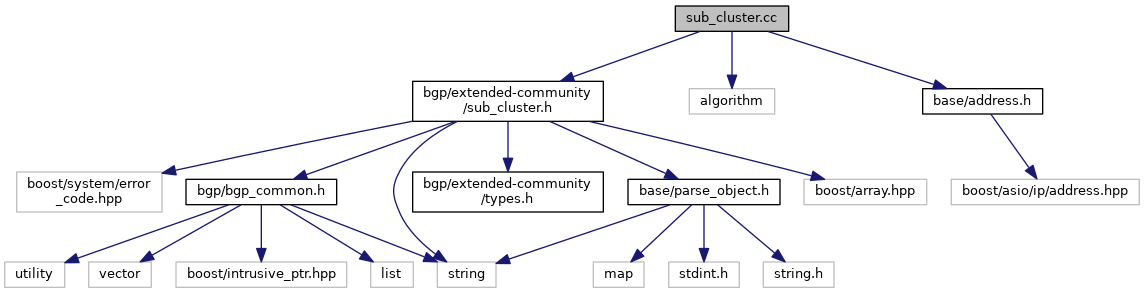 sub_cluster.cc
bgp/extended-community
/sub_cluster.h
algorithm
base/address.h
boost/system/error
_code.hpp
bgp/bgp_common.h
bgp/extended-community
/types.h
base/parse_object.h
boost/array.hpp
boost/asio/ip/address.hpp
utility
vector
boost/intrusive_ptr.hpp
list
string
map
stdint.h
string.h